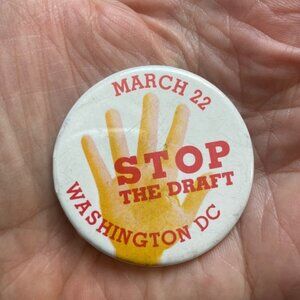 MARCH 22
STOP
THE DRAFT
WASHINGTON DC